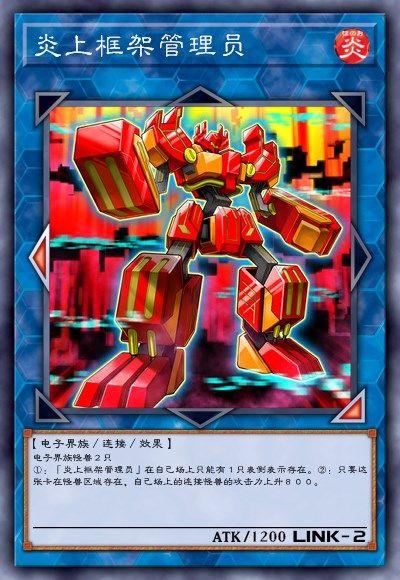 炎上框架管理员
ほのお
炎
【电子界族／连接／效果】
电子界族怪兽２只
①：「炎上框架管理员」在自己场上只能有１只表侧表示存在。②：只要这
张卡在怪兽区域存在，自己场上的连接怪兽的攻击力上升８００。
ATK/1200 LINK-2